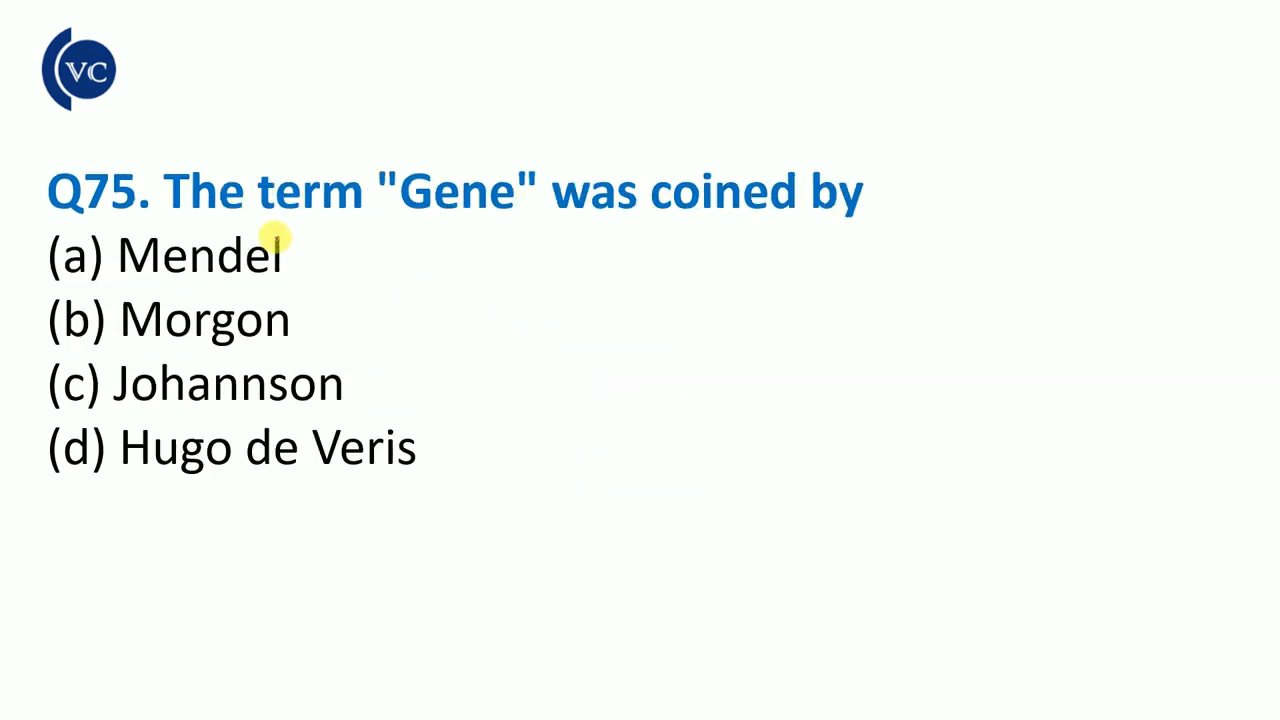 VC
Q75. The term "Gene" was coined by
(a) Mendel
(b) Morgon
(c) Johannson
(d) Hugo de Veris